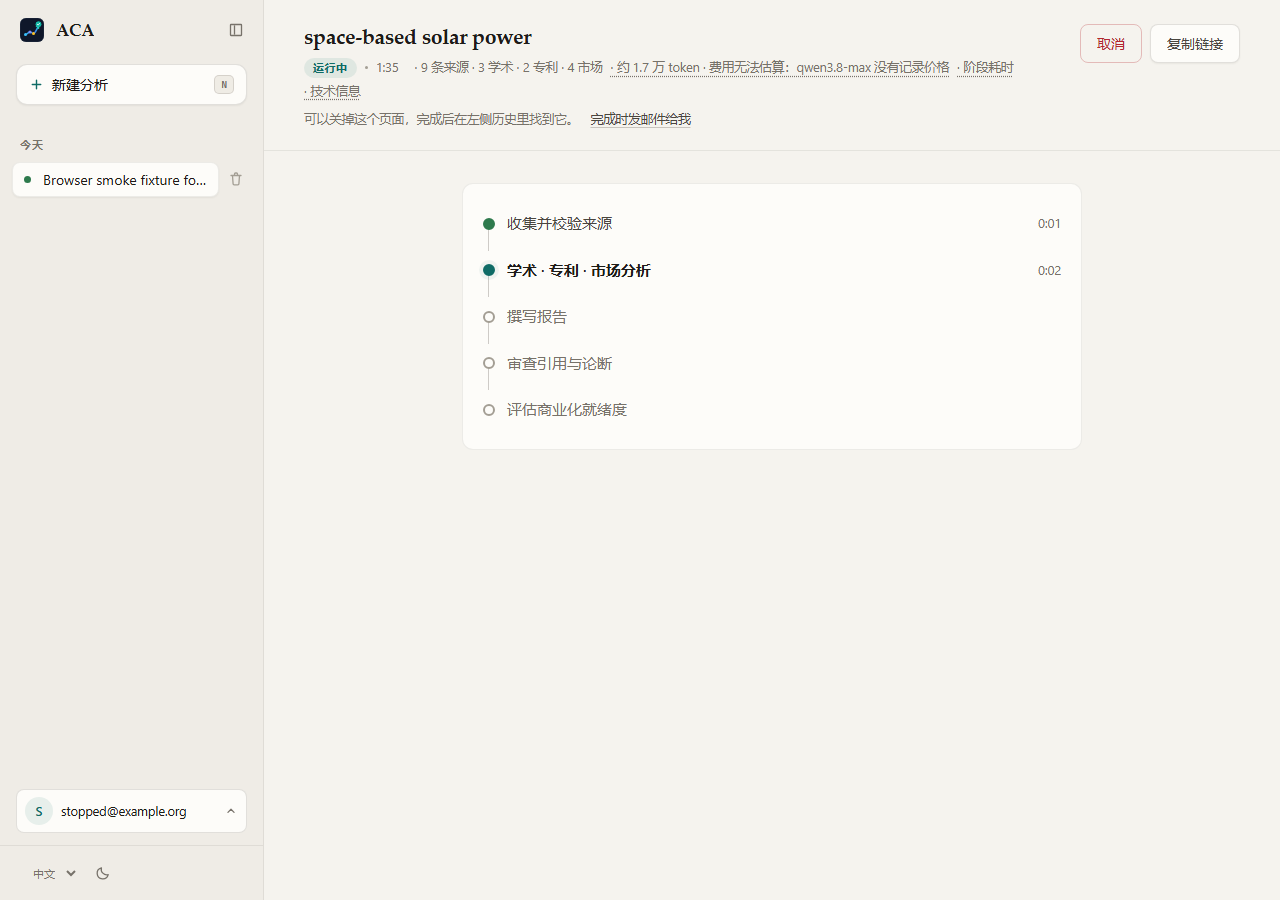 ACA
新建分析
N
今天
Browser smoke fixture fo...
stopped@example.org
S
中文
space-based solar power
运行中 · 1:35 · 9 条来源 · 3 学术 · 2 专利 · 4 市场 · 约 1.7 万 token · 费用无法估算：qwen3.8-max 没有记录价格 · 阶段耗时
· 技术信息
可以关掉这个页面，完成后在左侧历史里找到它。 完成时发邮件给我
取消
复制链接
收集并校验来源 0:01
学术 · 专利 · 市场分析 0:02
撰写报告
审查引用与论断
评估商业化就绪度